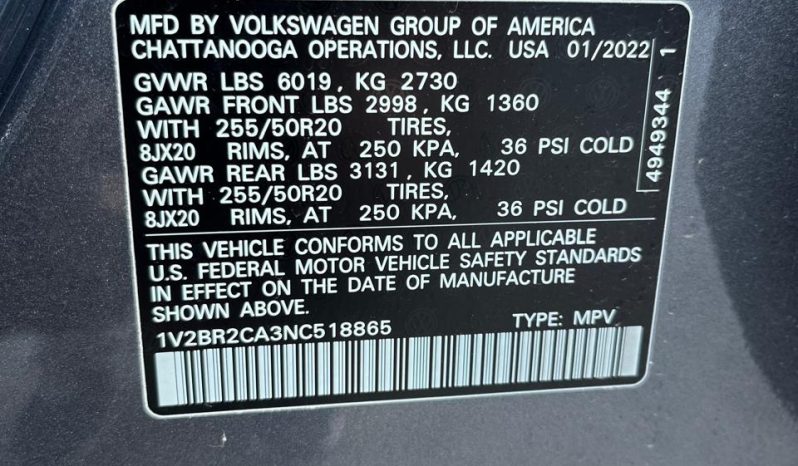 MFD BY VOLKSWAGEN GROUP OF AMERICA
CHATTANOOGA OPERATIONS, LLC. USA 01/2022
GVWR LBS 6019, KG 2730
GAWR FRONT LBS 2998, KG 1360
WITH 255/50R20 TIRES,
8JX20 RIMS, AT 250 KPA, 36 PSI COLD
GAWR REAR LBS 3131, KG 1420
WITH 255/50R20 TIRES,
8JX20 RIMS, AT 250 KPA, 36 PSI COLD
THIS VEHICLE CONFORMS TO ALL APPLICABLE
U.S. FEDERAL MOTOR VEHICLE SAFETY STANDARDS
IN EFFECT ON THE DATE OF MANUFACTURE
SHOWN ABOVE.
1V2BR2CA3NC518865 TYPE: MPV
4949344 1